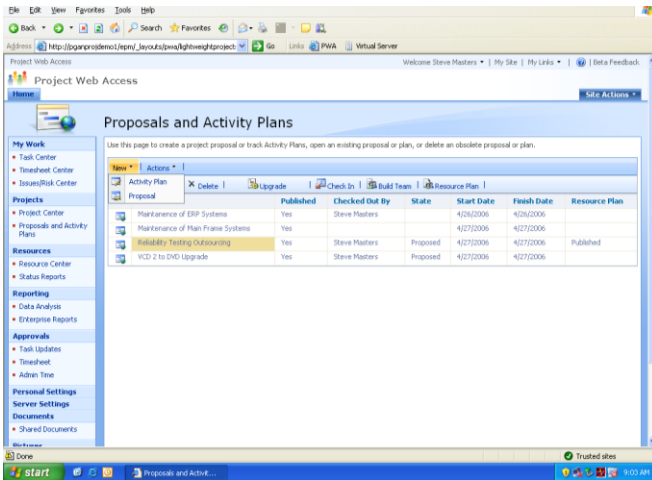 File Edit View Favorites Tools Help
Back Search Favorites
Address http://pganprojdemo1/epm/_layouts/pwa/lightweightproject Go Links PWA Virtual Server
Project Web Access Welcome Steve Masters | My Site | My Links | | Beta Feedback
Project Web Access
Home Site Actions
Proposals and Activity Plans
Use this page to create a project proposal or track Activity Plans, open an existing proposal or plan, or delete an obsolete proposal or plan.
New | Actions |
Activity Plan
Proposal
Delete | Upgrade | Check In | Build Team | Resource Plan |
Published Checked Out By State Start Date Finish Date Resource Plan
Maintanence of ERP Systems Yes Steve Masters 4/26/2006 4/26/2006
Maintenance of Main Frame Systems Yes 4/27/2006 4/27/2006
Reliability Testing Outsourcing Yes Steve Masters Proposed 4/27/2006 4/27/2006 Published
VCD 2 to DVD Upgrade Yes Steve Masters Proposed 4/27/2006 4/27/2006
My Work
Task Center
Timesheet Center
Issues/Risk Center
Projects
Project Center
Proposals and Activity
Plans
Resources
Resource Center
Status Reports
Reporting
Data Analysis
Enterprise Reports
Approvals
Task Updates
Timesheet
Admin Time
Personal Settings
Server Settings
Documents
Shared Documents
Pictures
Done Trusted sites
start Proposals and Activit... 9:03 AM